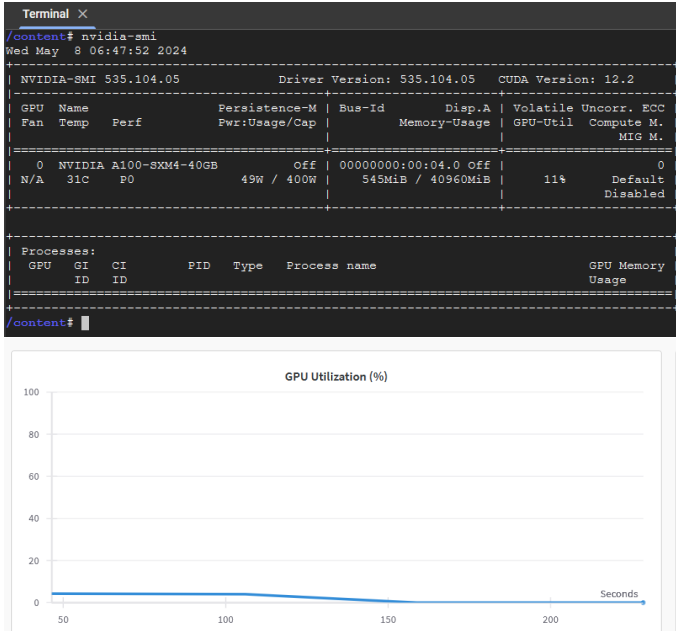 Terminal ×
/content# nvidia-smi
Wed May  8 06:47:52 2024
+-----------------------------------------------------------------------------+
| NVIDIA-SMI 535.104.05             Driver Version: 535.104.05   CUDA Version: 12.2
|-------------------------------+----------------------+----------------------+
| GPU  Name                 Persistence-M | Bus-Id        Disp.A | Volatile Uncorr. ECC
| Fan  Temp   Perf          Pwr:Usage/Cap |         Memory-Usage | GPU-Util  Compute M.
|                                         |                      |               MIG M.
|===============================+======================+======================|
|   0  NVIDIA A100-SXM4-40GB          Off | 00000000:00:04.0 Off |                    0
| N/A   31C    P0              49W / 400W |    545MiB / 40960MiB |     11%      Default
|                                         |                      |             Disabled
+-------------------------------+----------------------+----------------------+
+-----------------------------------------------------------------------------+
| Processes:
|  GPU   GI   CI        PID   Type   Process name                            GPU Memory
|        ID   ID                                                             Usage
|=============================================================================|
+-----------------------------------------------------------------------------+
/content#
GPU Utilization (%)
100
80
60
40
20
0
Seconds
50 100 150 200